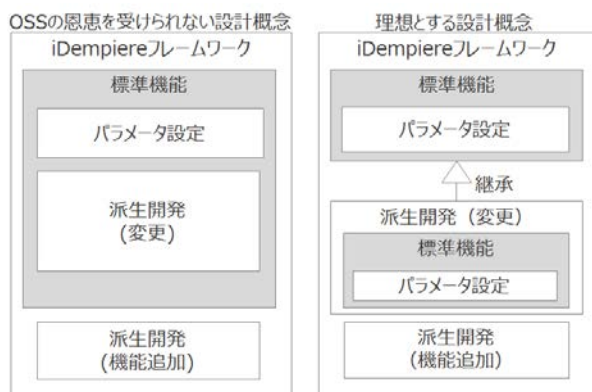 OSSの恩恵を受けられない設計概念
iDempiereフレームワーク
標準機能
パラメータ設定
派生開発
(変更)
派生開発
(機能追加)
理想とする設計概念
iDempiereフレームワーク
標準機能
パラメータ設定
継承
派生開発（変更）
標準機能
パラメータ設定
派生開発
(機能追加)